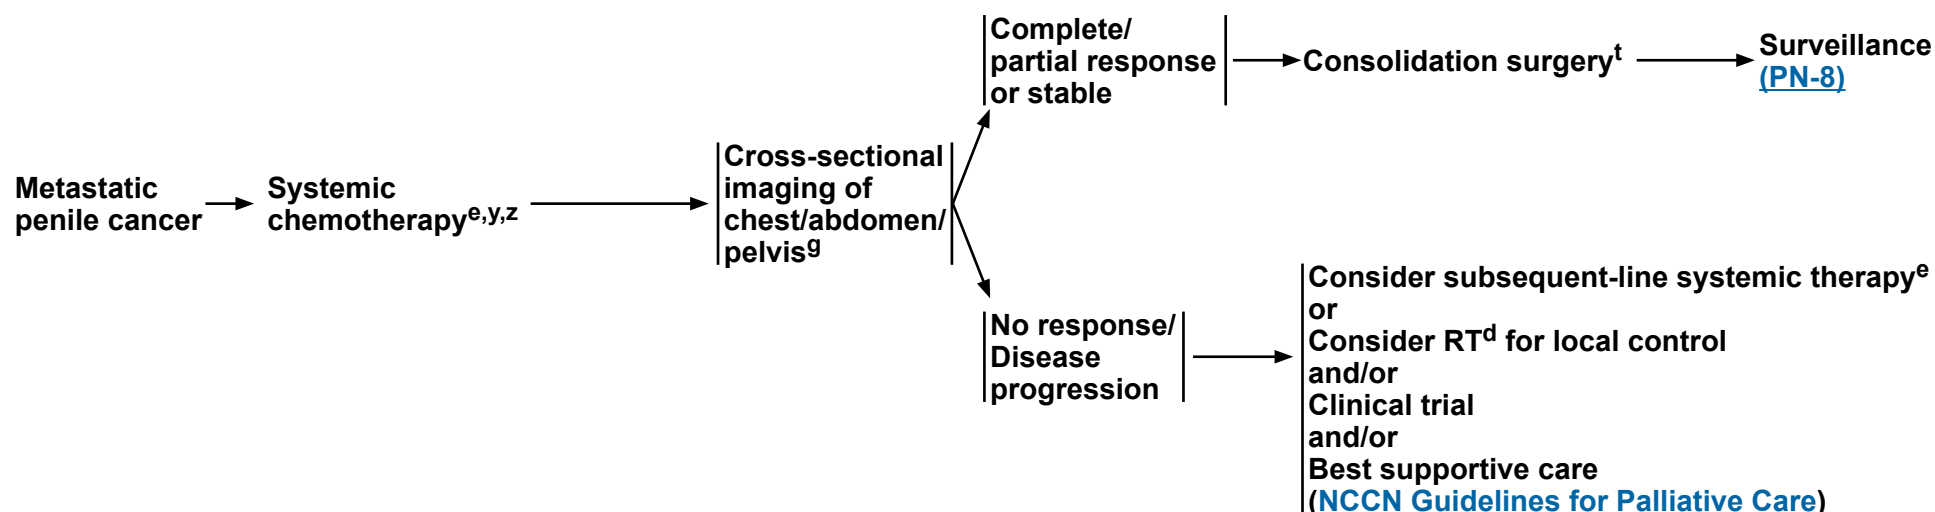 Metastatic
penile cancer
Systemic
chemotherapye,y,z
Cross-sectional
imaging of
chest/abdomen/
pelvisg
Complete/
partial response
or stable
Consolidation surgeryt
Surveillance
(PN-8)
No response/
Disease
progression
Consider subsequent-line systemic therapye
or
Consider RTd for local control
and/or
Clinical trial
and/or
Best supportive care
(NCCN Guidelines for Palliative Care)